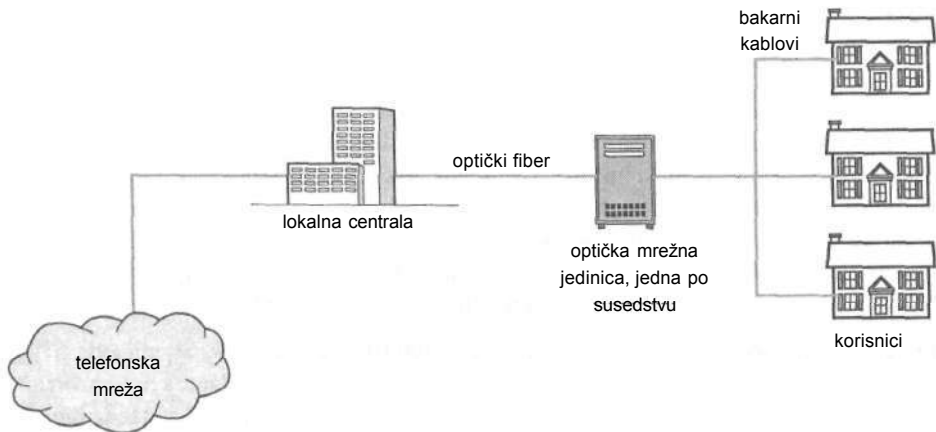 bakarni
kablovi
optički fiber
lokalna centrala
optička mrežna
jedinica, jedna po
susedstvu
korisnici
telefonska
mreža